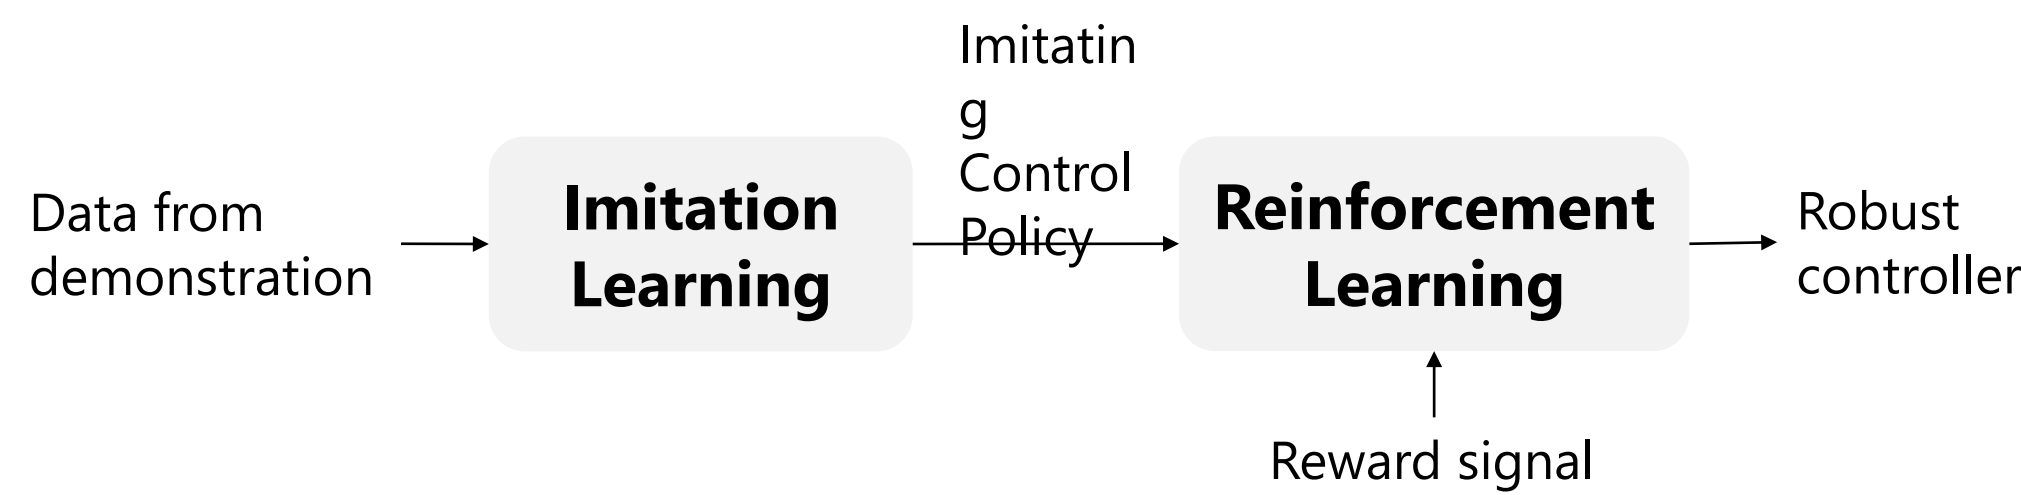 Data from
demonstration
Imitation
Learning
Imitatin
g
Control
Policy
Reinforcement
Learning
Reward signal
Robust
controller